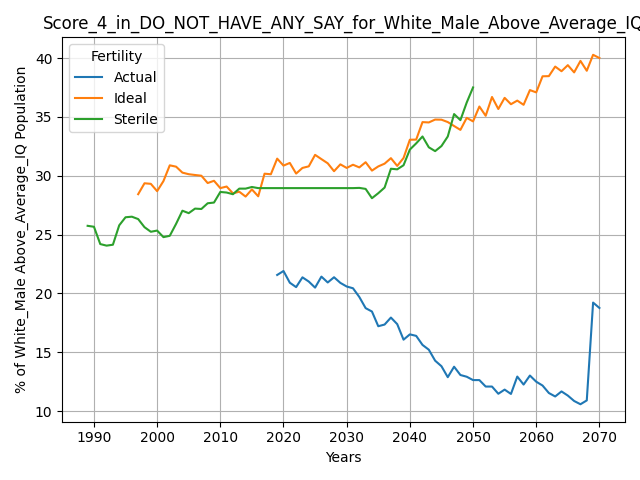 Score_4_in_DO_NOT_HAVE_ANY_SAY_for_White_Male_Above_Average_IQ
Fertility
Actual
Ideal
Sterile
% of White_Male Above_Average_IQ Population
40
35
30
25
20
15
10
1990 2000 2010 2020 2030 2040 2050 2060 2070
Years